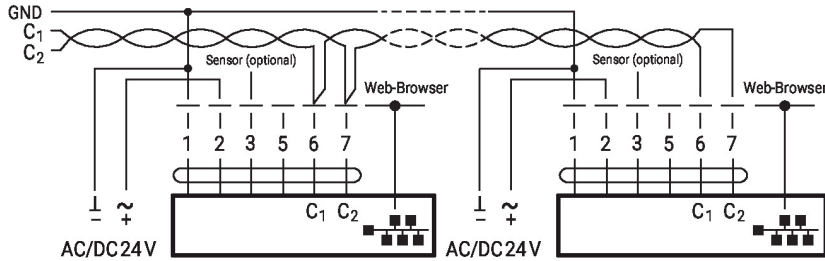 GND
C1
C2
Sensor (optional)
Web-Browser
Sensor (optional)
Web-Browser
1 2 3 5 6 7
1 2 3 5 6 7
C1 C2
C1 C2
⊥ ~
− +
⊥ ~
− +
AC/DC 24 V
AC/DC 24 V